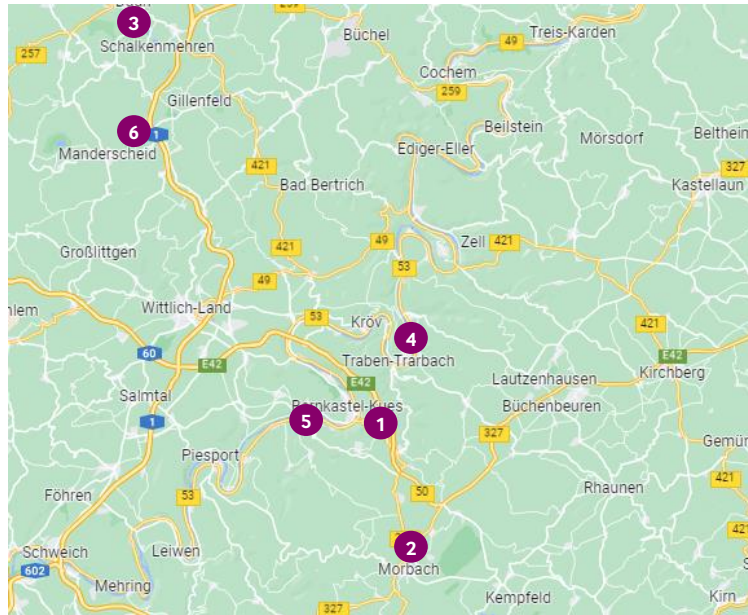 3
Schalkenmehren
257
Büchel
Treis-Karden
49
Cochem
259
Gillenfeld
6
1
Manderscheid
Beilstein
Ediger-Eller
Mörsdorf
327
Kastellaun
421
Bad Bertrich
Großlittgen
421
49
Zell
421
53
49
Wittlich-Land
53
Kröv
4
421
60
E42
Traben-Trarbach
E42
Kirchberg
E42
Lautzenhausen
Salmtal
Büchenbeuren
Bernkastel-Kues
5
1
1
327
Piesport
53
50
421
Föhren
Rhaunen
2
Schweich
Leiwen
Morbach
602
Mehring
Kempfeld
Kirn
327